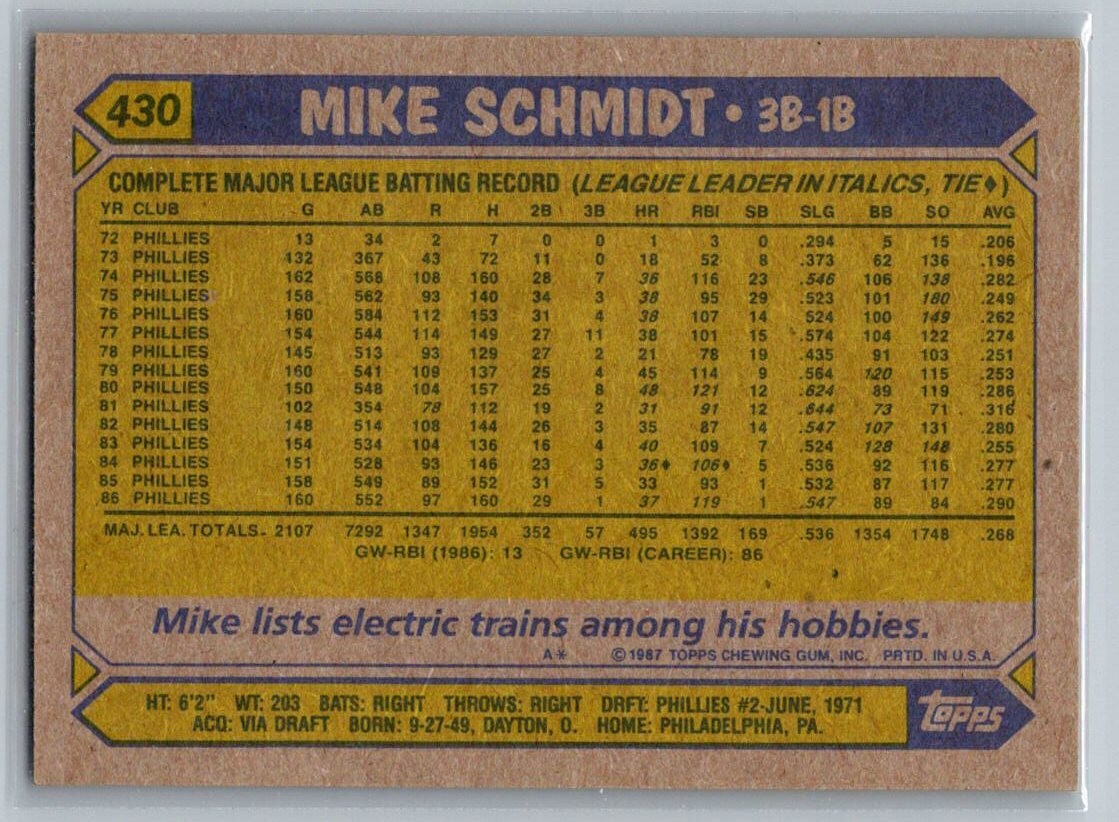 430 MIKE SCHMIDT • 3B-1B
COMPLETE MAJOR LEAGUE BATTING RECORD (LEAGUE LEADER IN ITALICS, TIE♦)
YR CLUB G AB R H 2B 3B HR RBI SB SLG BB SO AVG
72 PHILLIES 13 34 2 7 0 0 1 3 0 .294 5 15 .206
73 PHILLIES 132 367 43 72 11 0 18 52 8 .373 62 136 .196
74 PHILLIES 162 568 108 160 28 7 36 116 23 .546 106 138 .282
75 PHILLIES 158 562 93 140 34 3 38 95 29 .523 101 180 .249
76 PHILLIES 160 584 112 153 31 4 38 107 14 .524 100 149 .262
77 PHILLIES 154 544 114 149 27 11 38 101 15 .574 104 122 .274
78 PHILLIES 145 513 93 129 27 2 21 78 19 .435 91 103 .251
79 PHILLIES 160 541 109 137 25 4 45 114 9 .564 120 115 .253
80 PHILLIES 150 548 104 157 25 8 48 121 12 .624 89 119 .286
81 PHILLIES 102 354 78 112 19 2 31 91 12 .644 73 71 .316
82 PHILLIES 148 514 108 144 26 3 35 87 14 .547 107 131 .280
83 PHILLIES 154 534 104 136 16 4 40 109 7 .524 128 148 .255
84 PHILLIES 151 528 93 146 23 3 36♦ 106♦ 5 .536 92 116 .277
85 PHILLIES 158 549 89 152 31 5 33 93 1 .532 87 117 .277
86 PHILLIES 160 552 97 160 29 1 37 119 1 .547 89 84 .290
MAJ. LEA. TOTALS 2107 7292 1347 1954 352 57 495 1392 169 .536 1354 1748 .268
GW-RBI (1986): 13 GW-RBI (CAREER): 86
Mike lists electric trains among his hobbies.
A* ©1987 TOPPS CHEWING GUM, INC. PRTD. IN U.S.A.
HT: 6'2" WT: 203 BATS: RIGHT THROWS: RIGHT DRFT: PHILLIES #2-JUNE, 1971
ACQ: VIA DRAFT BORN: 9-27-49, DAYTON, O. HOME: PHILADELPHIA, PA.
Topps